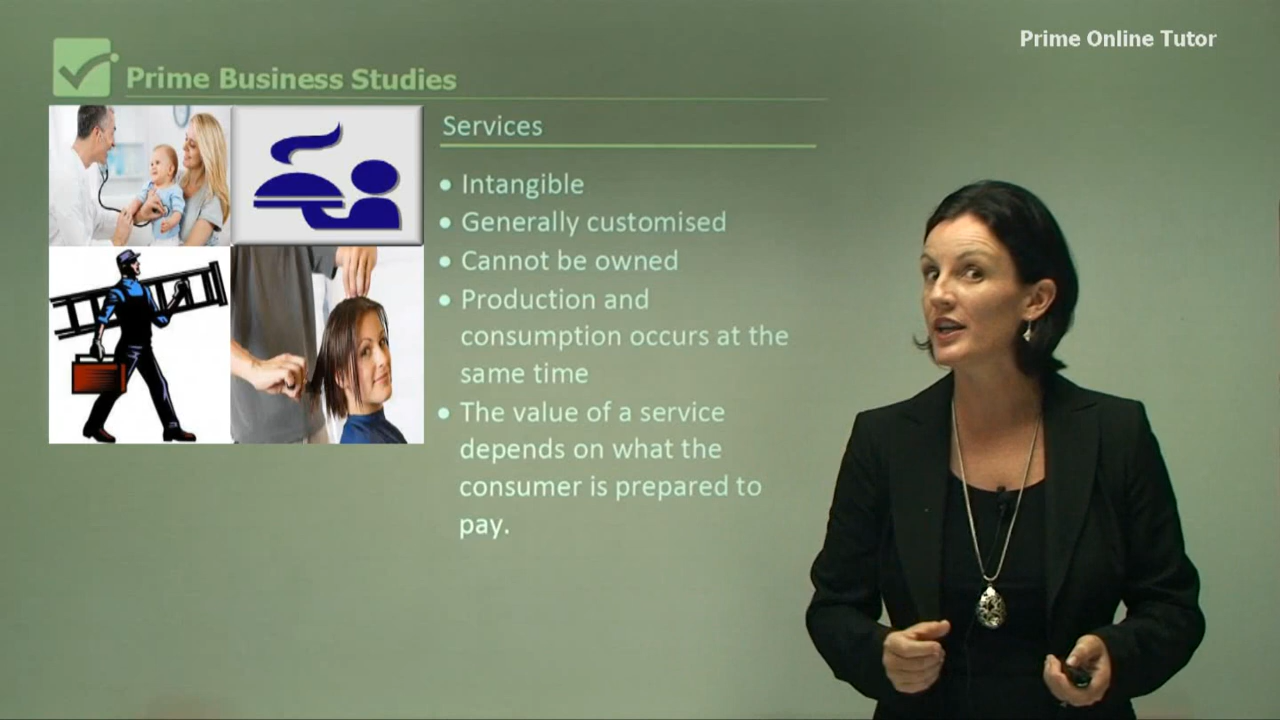 Prime Online Tutor
Prime Business Studies
Services
• Intangible
• Generally customised
• Cannot be owned
• Production and
consumption occurs at the
same time
• The value of a service
depends on what the
consumer is prepared to
pay.